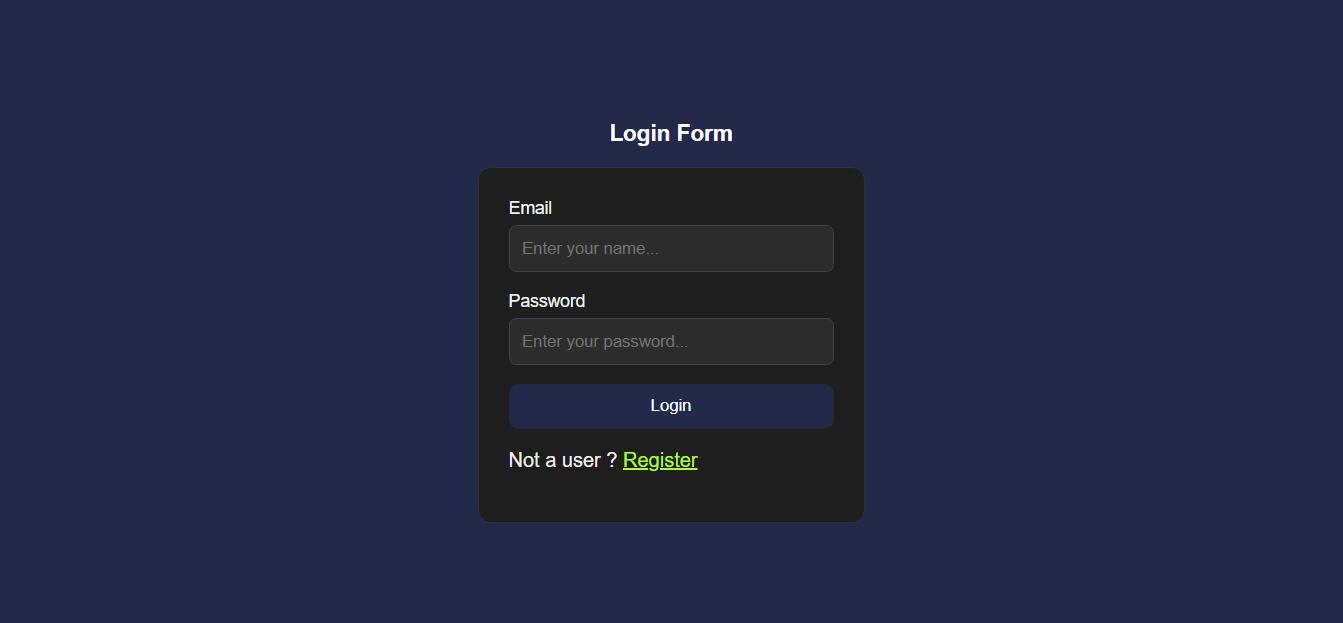 Login Form
Email
Enter your name...
Password
Enter your password...
Login
Not a user ? Register